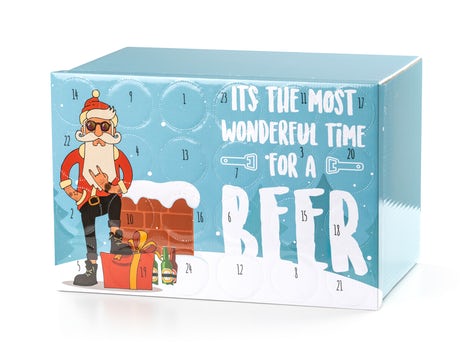 14 9 1 23 11 17
ITS THE MOST
WONDERFUL TIME
22 4 13 7 3 20
FOR A
BEER
2 10 16 6 15 18
5 19 24 12 8 21